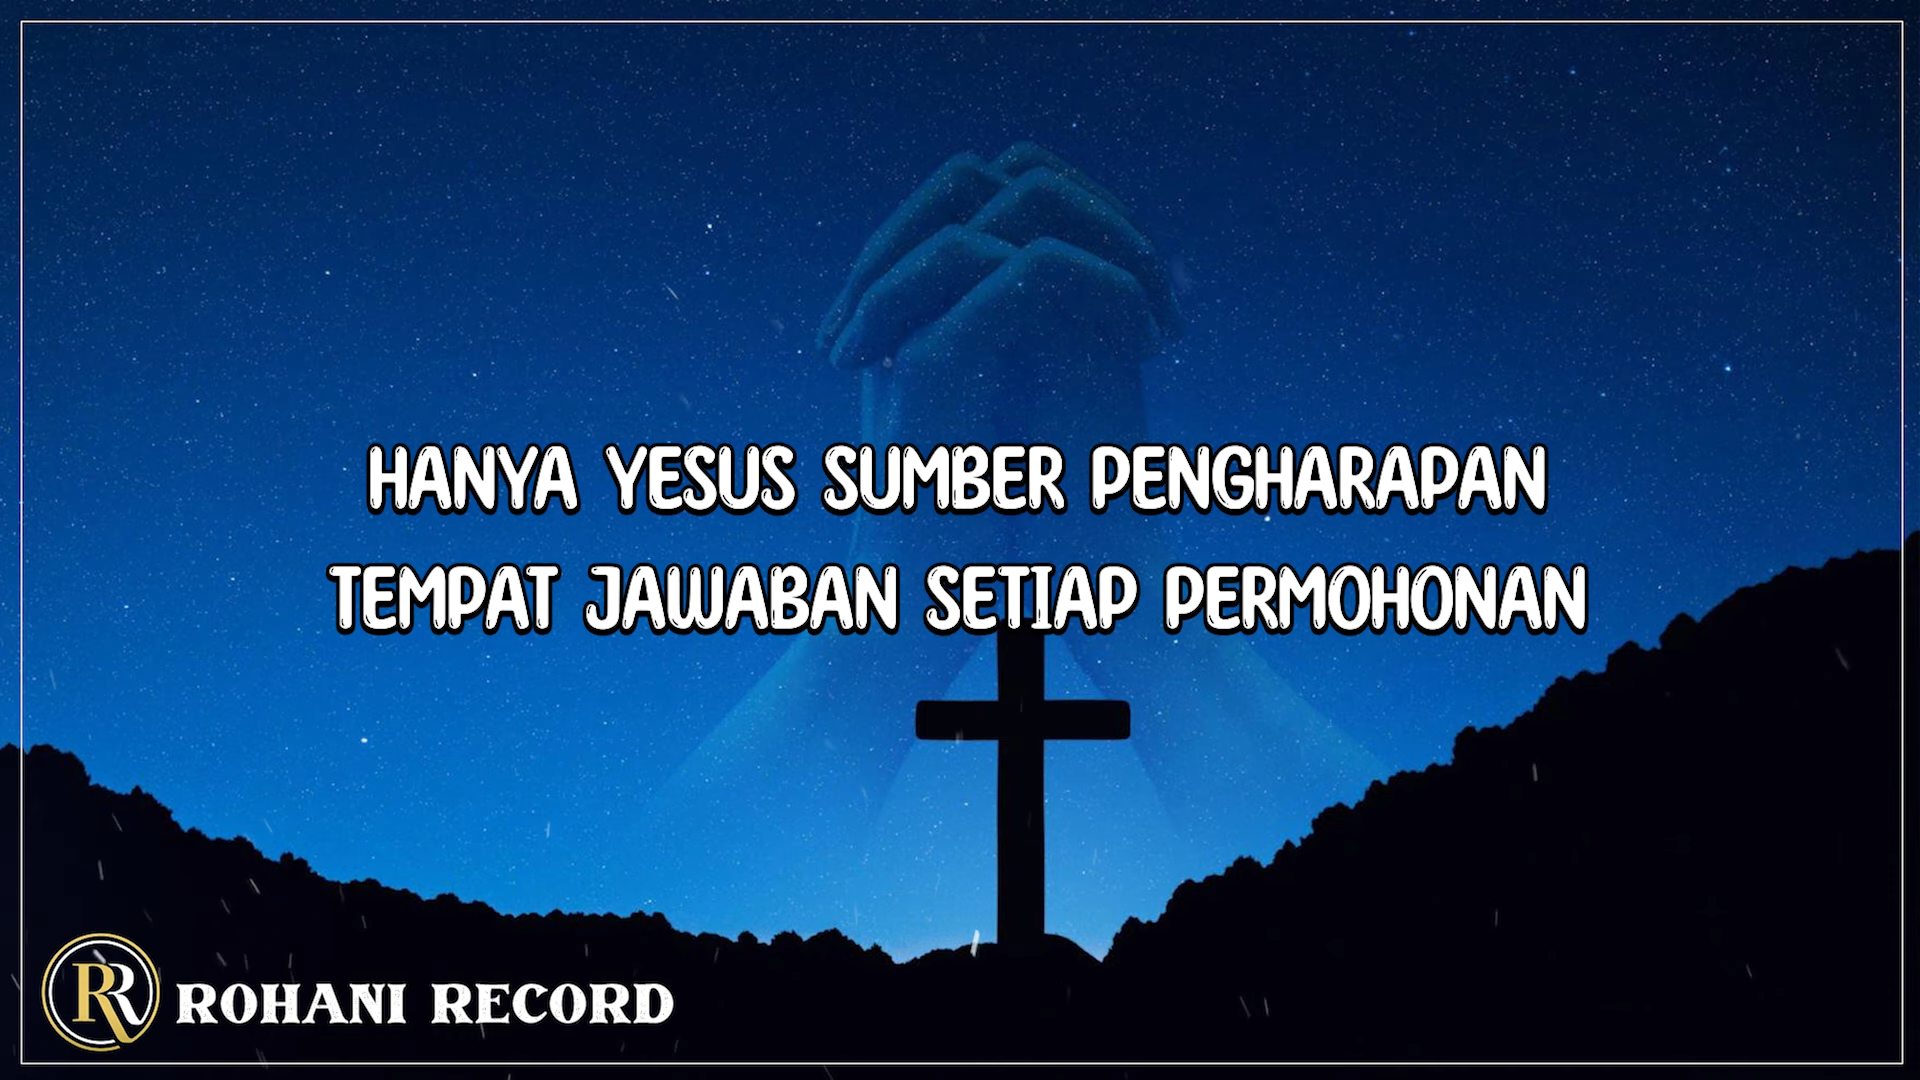 HANYA YESUS SUMBER PENGHARAPAN
TEMPAT JAWABAN SETIAP PERMOHONAN
RR ROHANI RECORD